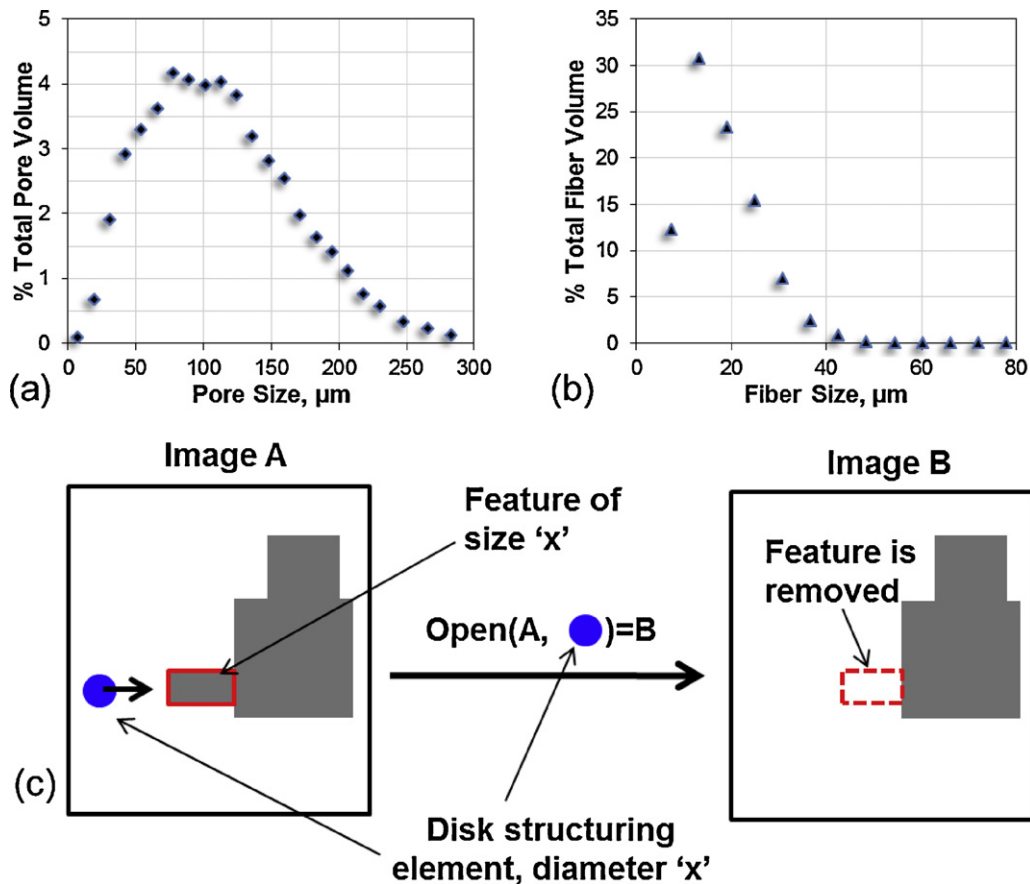 5
4
3
2
1
0
% Total Pore Volume
0 50 100 150 200 250 300
Pore Size, µm
(a)
35
30
25
20
15
10
5
0
% Total Fiber Volume
0 20 40 60 80
Fiber Size, µm
(b)
Image A
Feature of
size ‘x’
Open(A, )=B
Image B
Feature is
removed
(c)
Disk structuring
element, diameter ‘x’